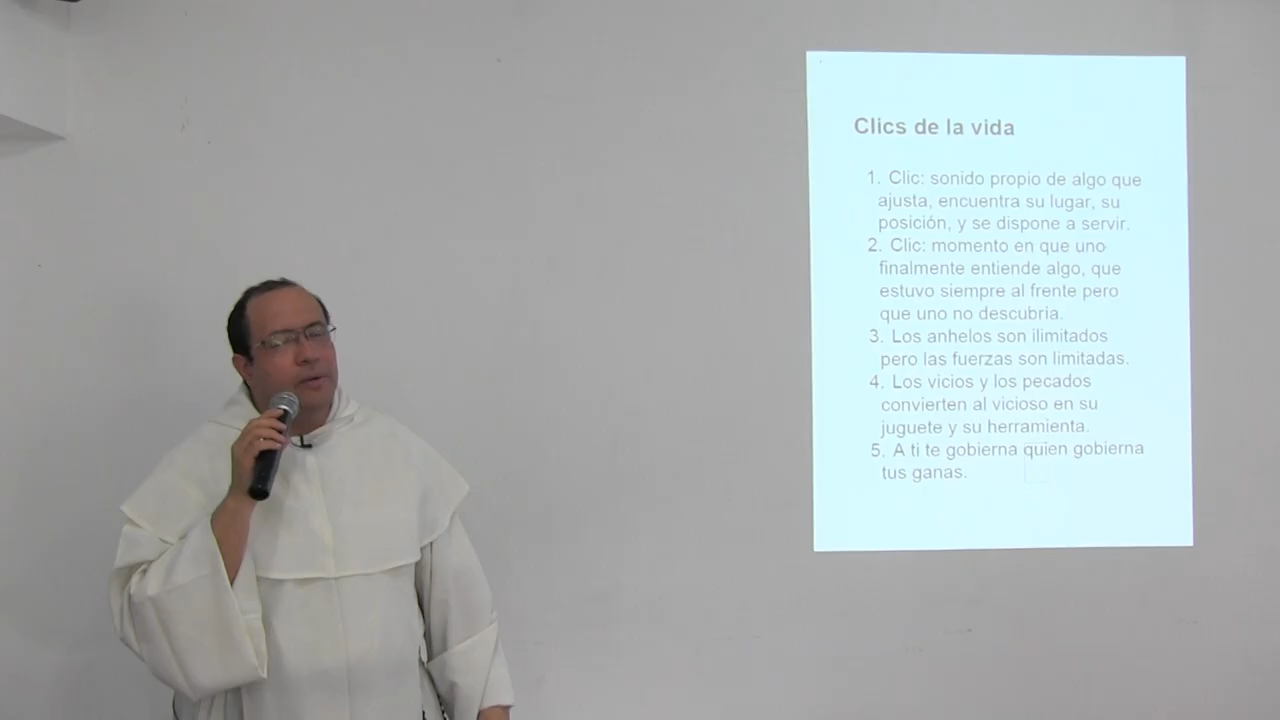 Clics de la vida
1. Clic: sonido propio de algo que
ajusta, encuentra su lugar, su
posición, y se dispone a servir.
2. Clic: momento en que uno
finalmente entiende algo, que
estuvo siempre al frente pero
que uno no descubría.
3. Los anhelos son ilimitados
pero las fuerzas son limitadas.
4. Los vicios y los pecados
convierten al vicioso en su
juguete y su herramienta.
5. A ti te gobierna quien gobierna
tus ganas.